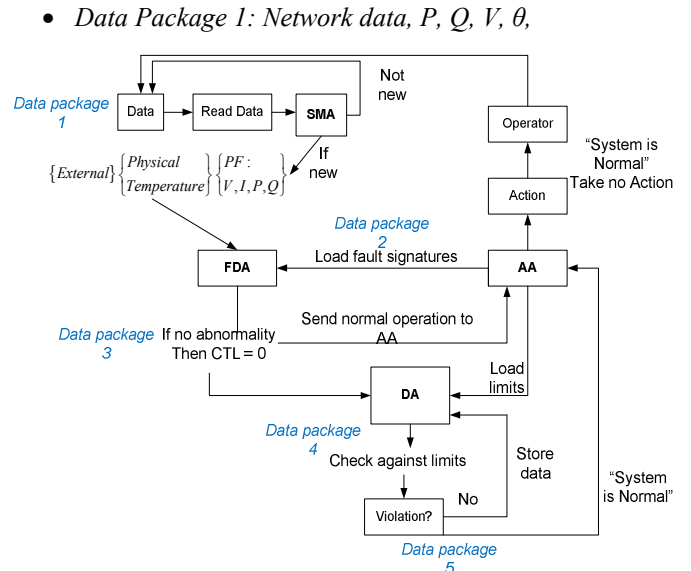 • Data Package 1: Network data, P, Q, V, θ,
Not
new
Data package
1
Data
Read Data
SMA
Operator
If
new
"System is
Normal"
Take no Action
{External} {Physical Temperature} {PF : V, I, P, Q}
Action
Data package
2
Load fault signatures
FDA
AA
Data package
3
If no abnormality
Then CTL = 0
Send normal operation to
AA
Load
limits
DA
Data package
4
Check against limits
Store
data
"System
is Normal"
No
Violation?
Data package
5